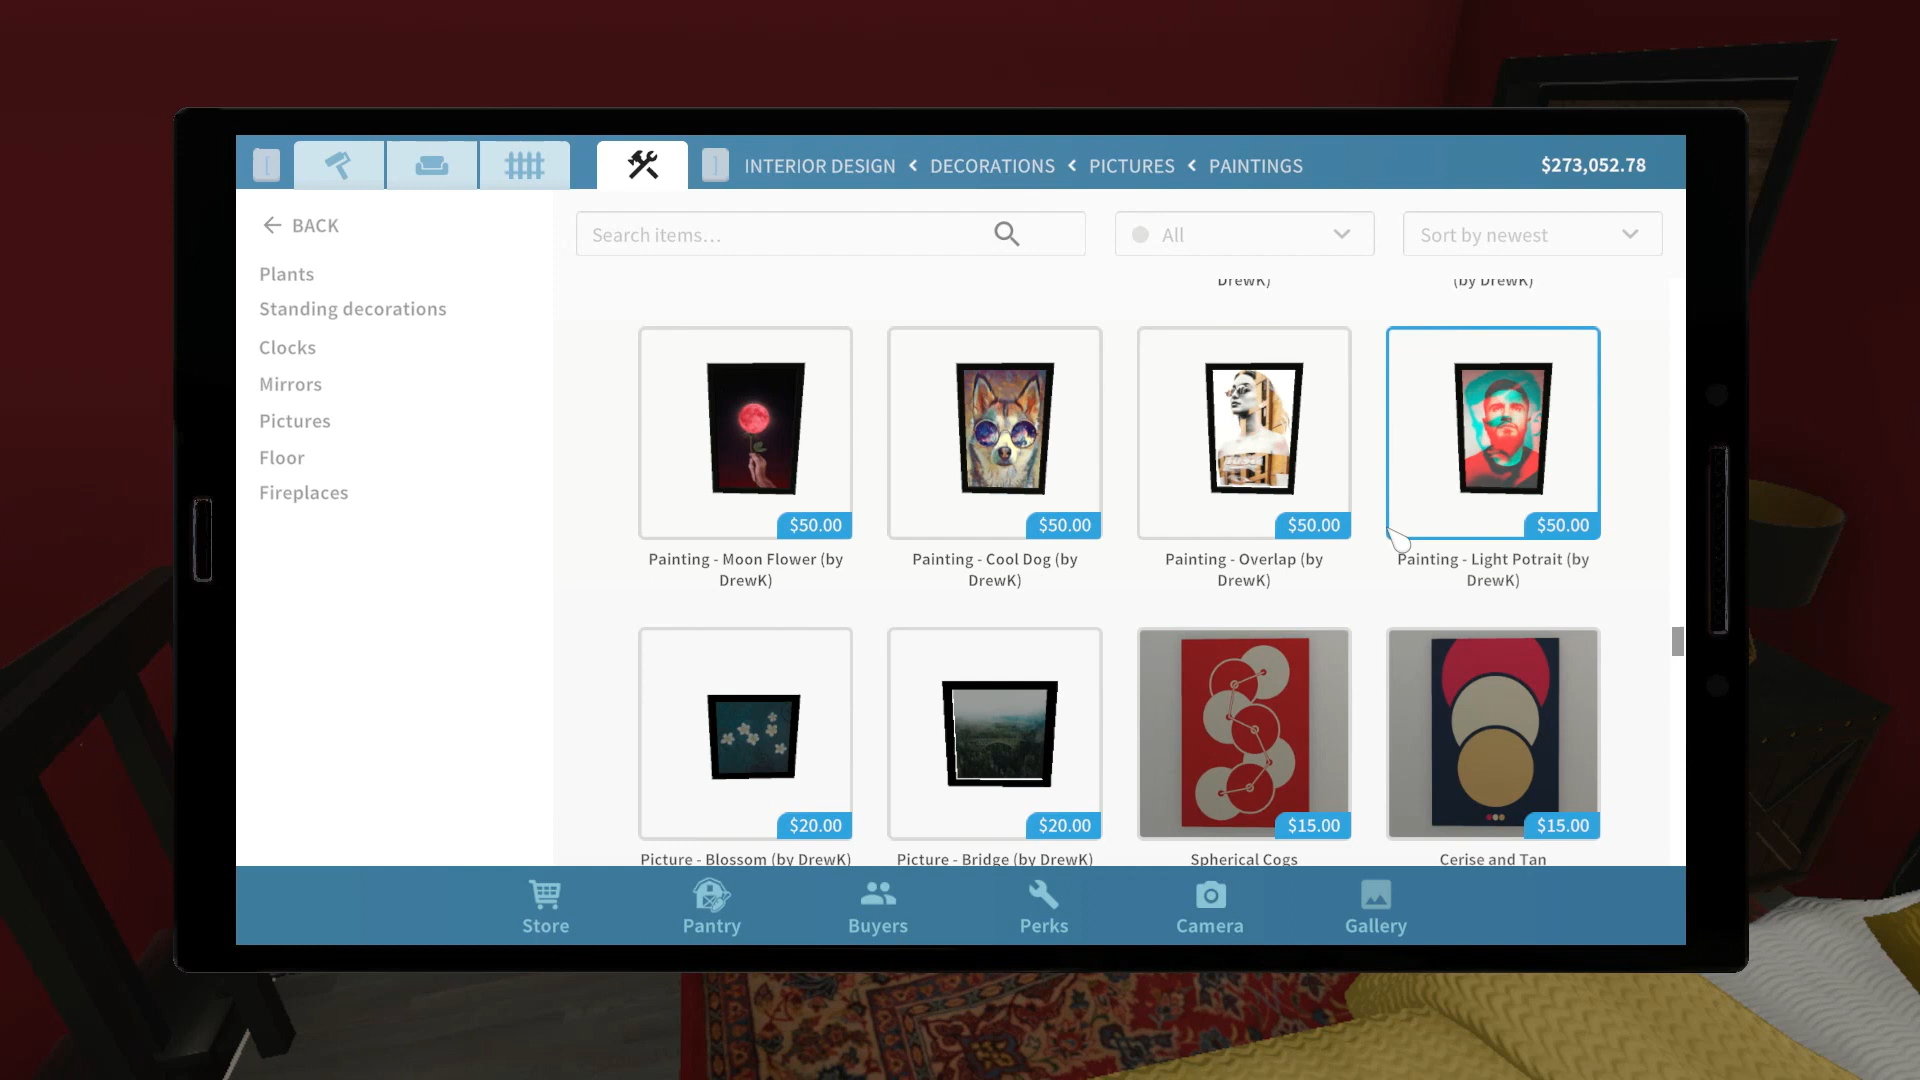 [
]
INTERIOR DESIGN < DECORATIONS < PICTURES < PAINTINGS
$273,052.78
BACK
Plants
Standing decorations
Clocks
Mirrors
Pictures
Floor
Fireplaces
Search items...
All
Sort by newest
DrewK)
(by DrewK)
$50.00
$50.00
$50.00
$50.00
Painting - Moon Flower (by
DrewK)
Painting - Cool Dog (by
DrewK)
Painting - Overlap (by
DrewK)
Painting - Light Potrait (by
DrewK)
$20.00
$20.00
$15.00
$15.00
Picture - Blossom (by DrewK)
Picture - Bridge (by DrewK)
Spherical Cogs
Cerise and Tan
Store
Pantry
Buyers
Perks
Camera
Gallery